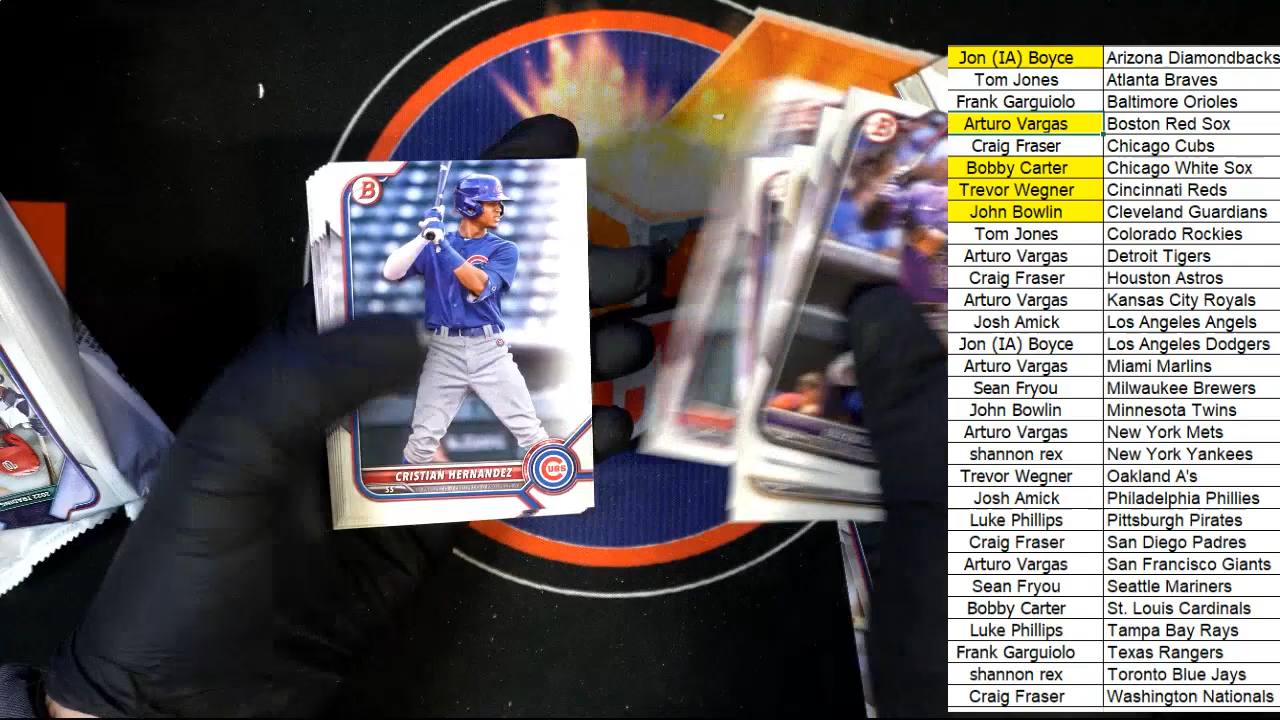 B
CRISTIAN HERNANDEZ
SS
CUBS
Jon (IA) Boyce Arizona Diamondbacks
Tom Jones Atlanta Braves
Frank Garguiolo Baltimore Orioles
Arturo Vargas Boston Red Sox
Craig Fraser Chicago Cubs
Bobby Carter Chicago White Sox
Trevor Wegner Cincinnati Reds
John Bowlin Cleveland Guardians
Tom Jones Colorado Rockies
Arturo Vargas Detroit Tigers
Craig Fraser Houston Astros
Arturo Vargas Kansas City Royals
Josh Amick Los Angeles Angels
Jon (IA) Boyce Los Angeles Dodgers
Arturo Vargas Miami Marlins
Sean Fryou Milwaukee Brewers
John Bowlin Minnesota Twins
Arturo Vargas New York Mets
shannon rex New York Yankees
Trevor Wegner Oakland A's
Josh Amick Philadelphia Phillies
Luke Phillips Pittsburgh Pirates
Craig Fraser San Diego Padres
Arturo Vargas San Francisco Giants
Sean Fryou Seattle Mariners
Bobby Carter St. Louis Cardinals
Luke Phillips Tampa Bay Rays
Frank Garguiolo Texas Rangers
shannon rex Toronto Blue Jays
Craig Fraser Washington Nationals